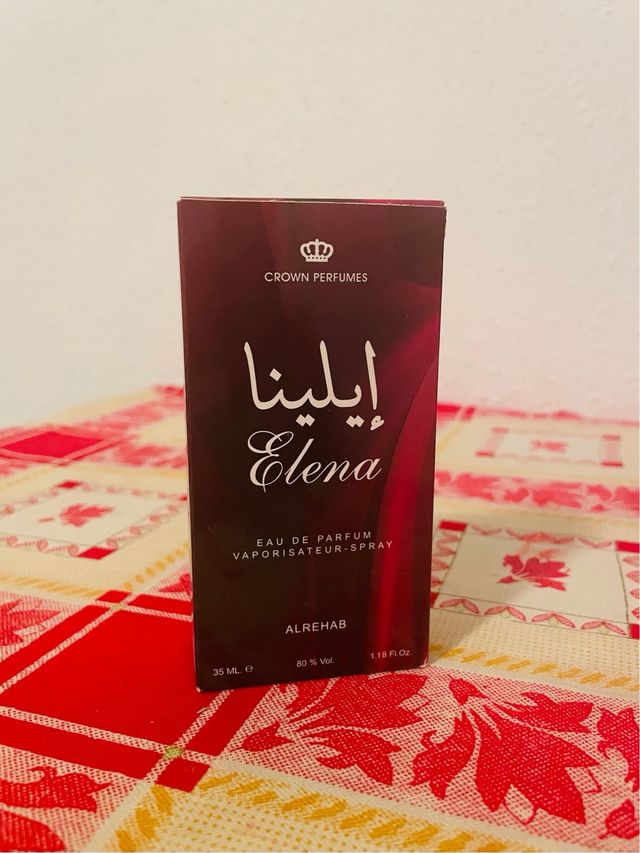 CROWN PERFUMES
إيلينا
Elena
EAU DE PARFUM
VAPORISATEUR-SPRAY
ALREHAB
35 ML. e 80 % Vol. 1.18 Fl.Oz.